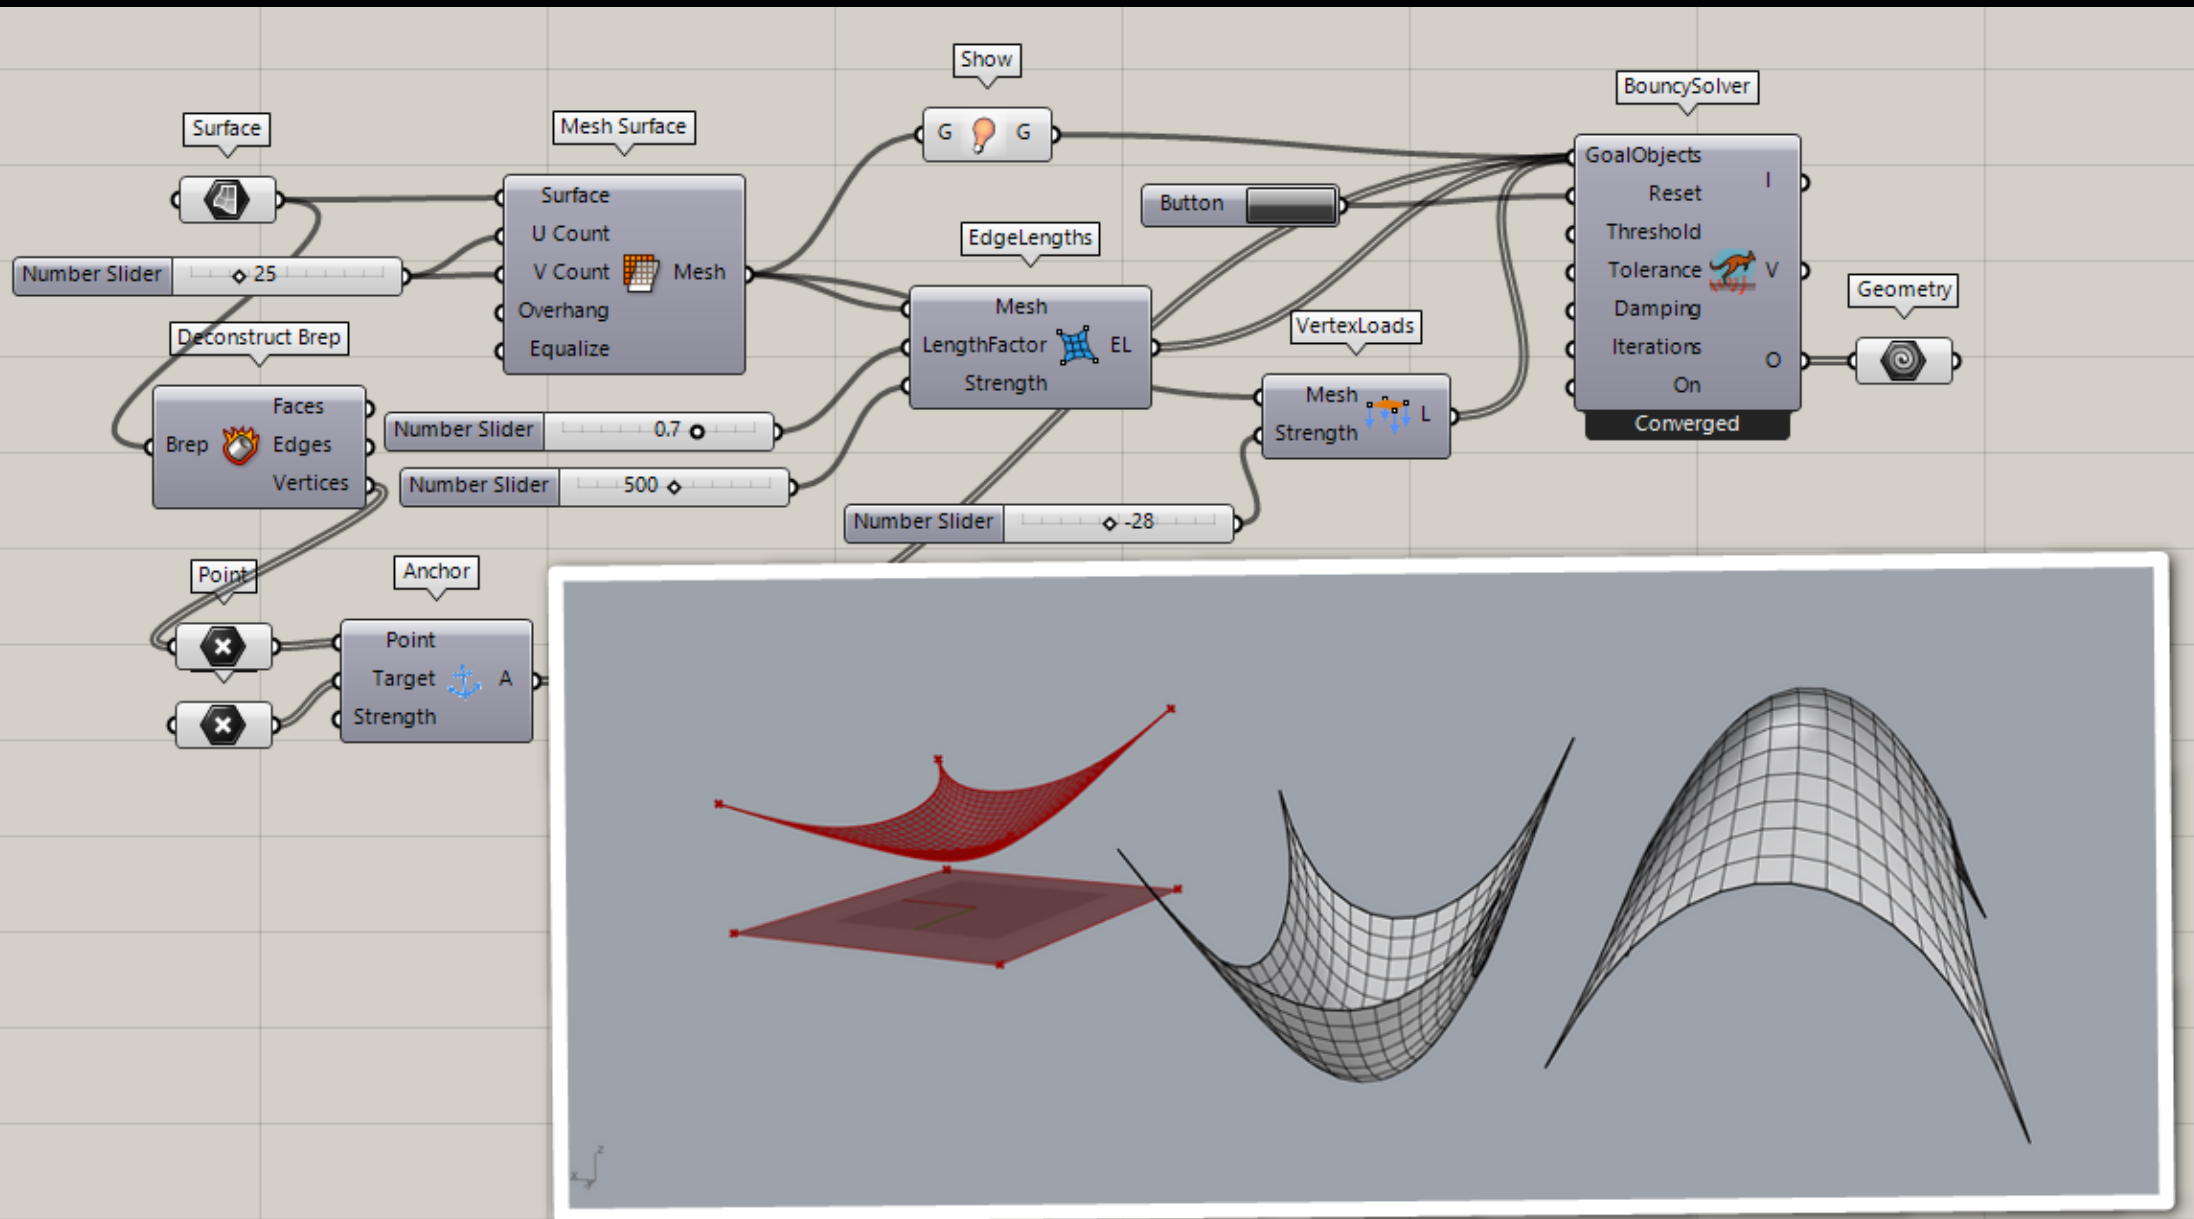 Show
BouncySolver
Surface
Mesh Surface
G G
GoalObjects
Reset
Threshold
Tolerance
Damping
Iterations
On
I
V
O
Converged
Surface
U Count
V Count
Overhang
Equalize
Mesh
Button
EdgeLengths
Number Slider 25
Geometry
Deconstruct Brep
Mesh
LengthFactor
Strength
EL
VertexLoads
Mesh
Strength
L
Brep
Faces
Edges
Vertices
Number Slider 0.7
Number Slider 500
Number Slider -28
Point
Anchor
Point
Target
Strength
A
z
x
y